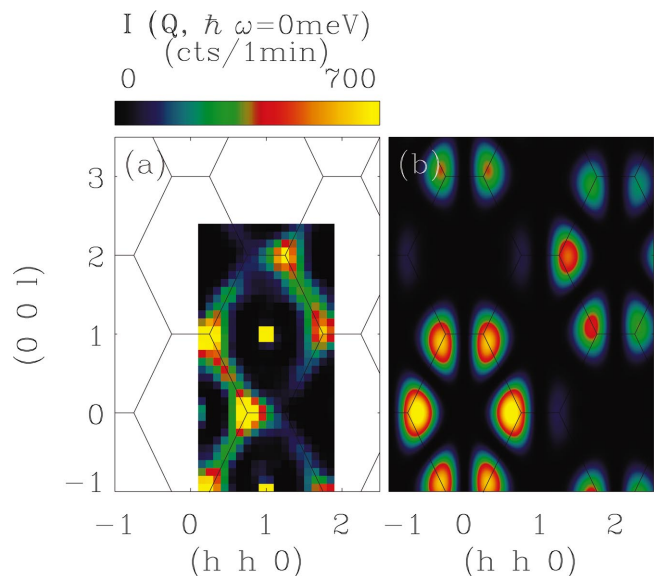 I (Q, ℏ ω=0meV)
(cts/1min)
0 700
(a)
(b)
3
2
1
0
−1
(0 0 l)
−1 0 1 2
−1 0 1 2
(h h 0)
(h h 0)